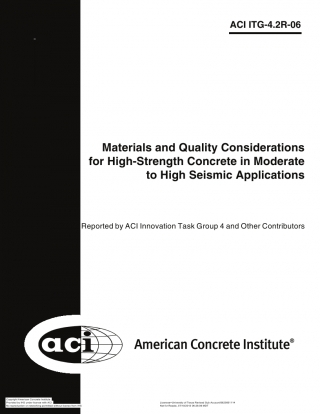 ACI ITG-4.2R-06
Materials and Quality Considerations
for High-Strength Concrete in Moderate
to High Seismic Applications
Reported by ACI Innovation Task Group 4 and Other Contributors
aci
American Concrete Institute®